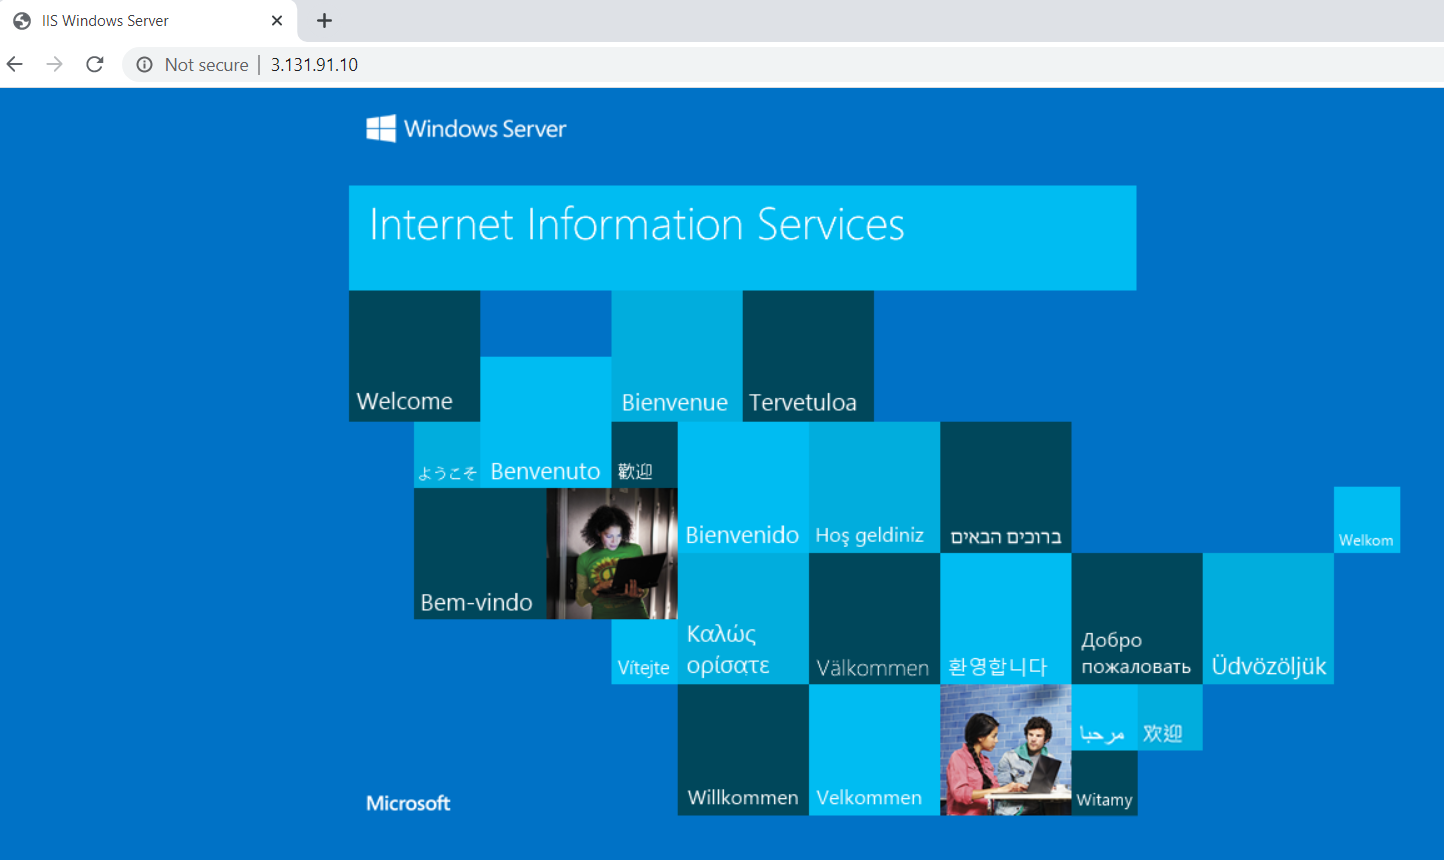 IIS Windows Server
Not secure
3.131.91.10
Windows Server
Internet Information Services
Welcome
Bienvenue
Tervetuloa
ようこそ
Benvenuto
歡迎
Bienvenido
Hoş geldiniz
ברוכים הבאים
Welkom
Bem-vindo
Καλώς
ορίσατε
Vítejte
Välkommen
환영합니다
Добро
пожаловать
Üdvözöljük
مرحبا
欢迎
Willkommen
Velkommen
Witamy
Microsoft